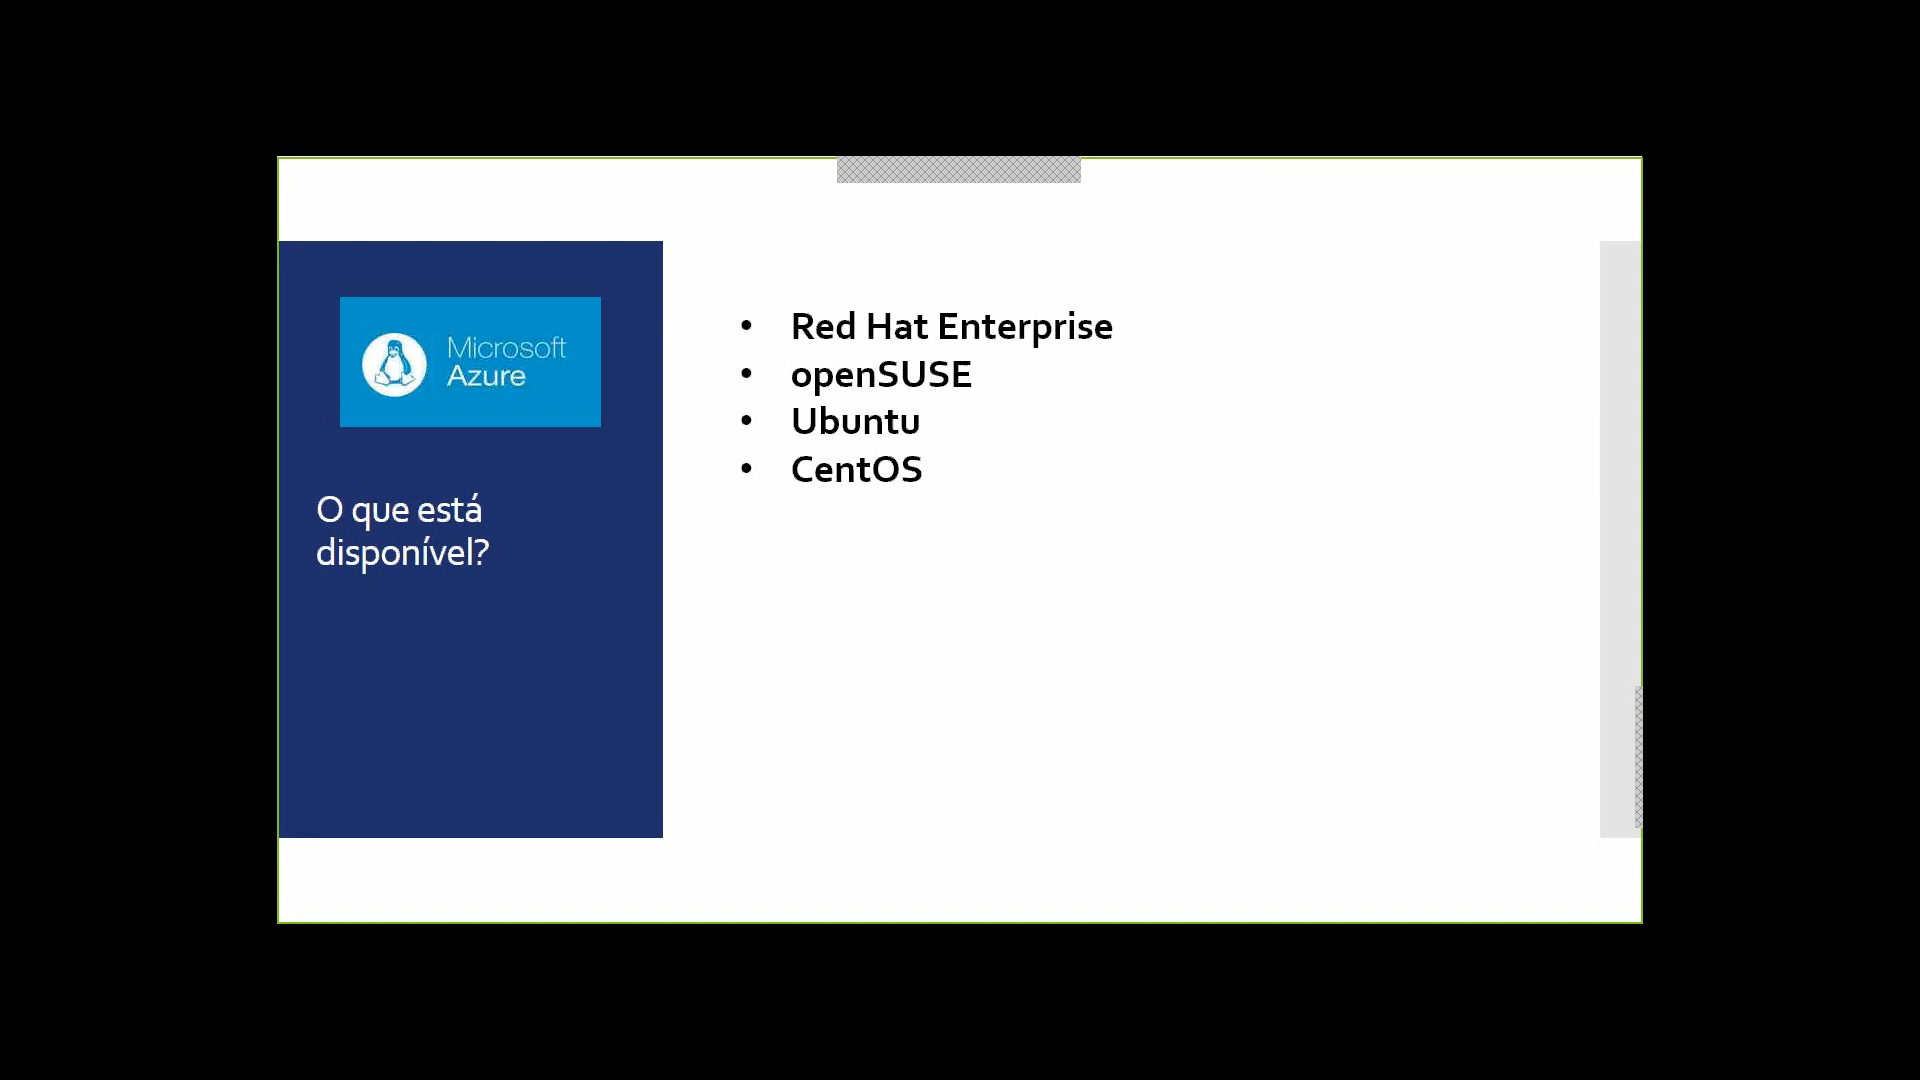 Microsoft
Azure
O que está
disponível?
• Red Hat Enterprise
• openSUSE
• Ubuntu
• CentOS